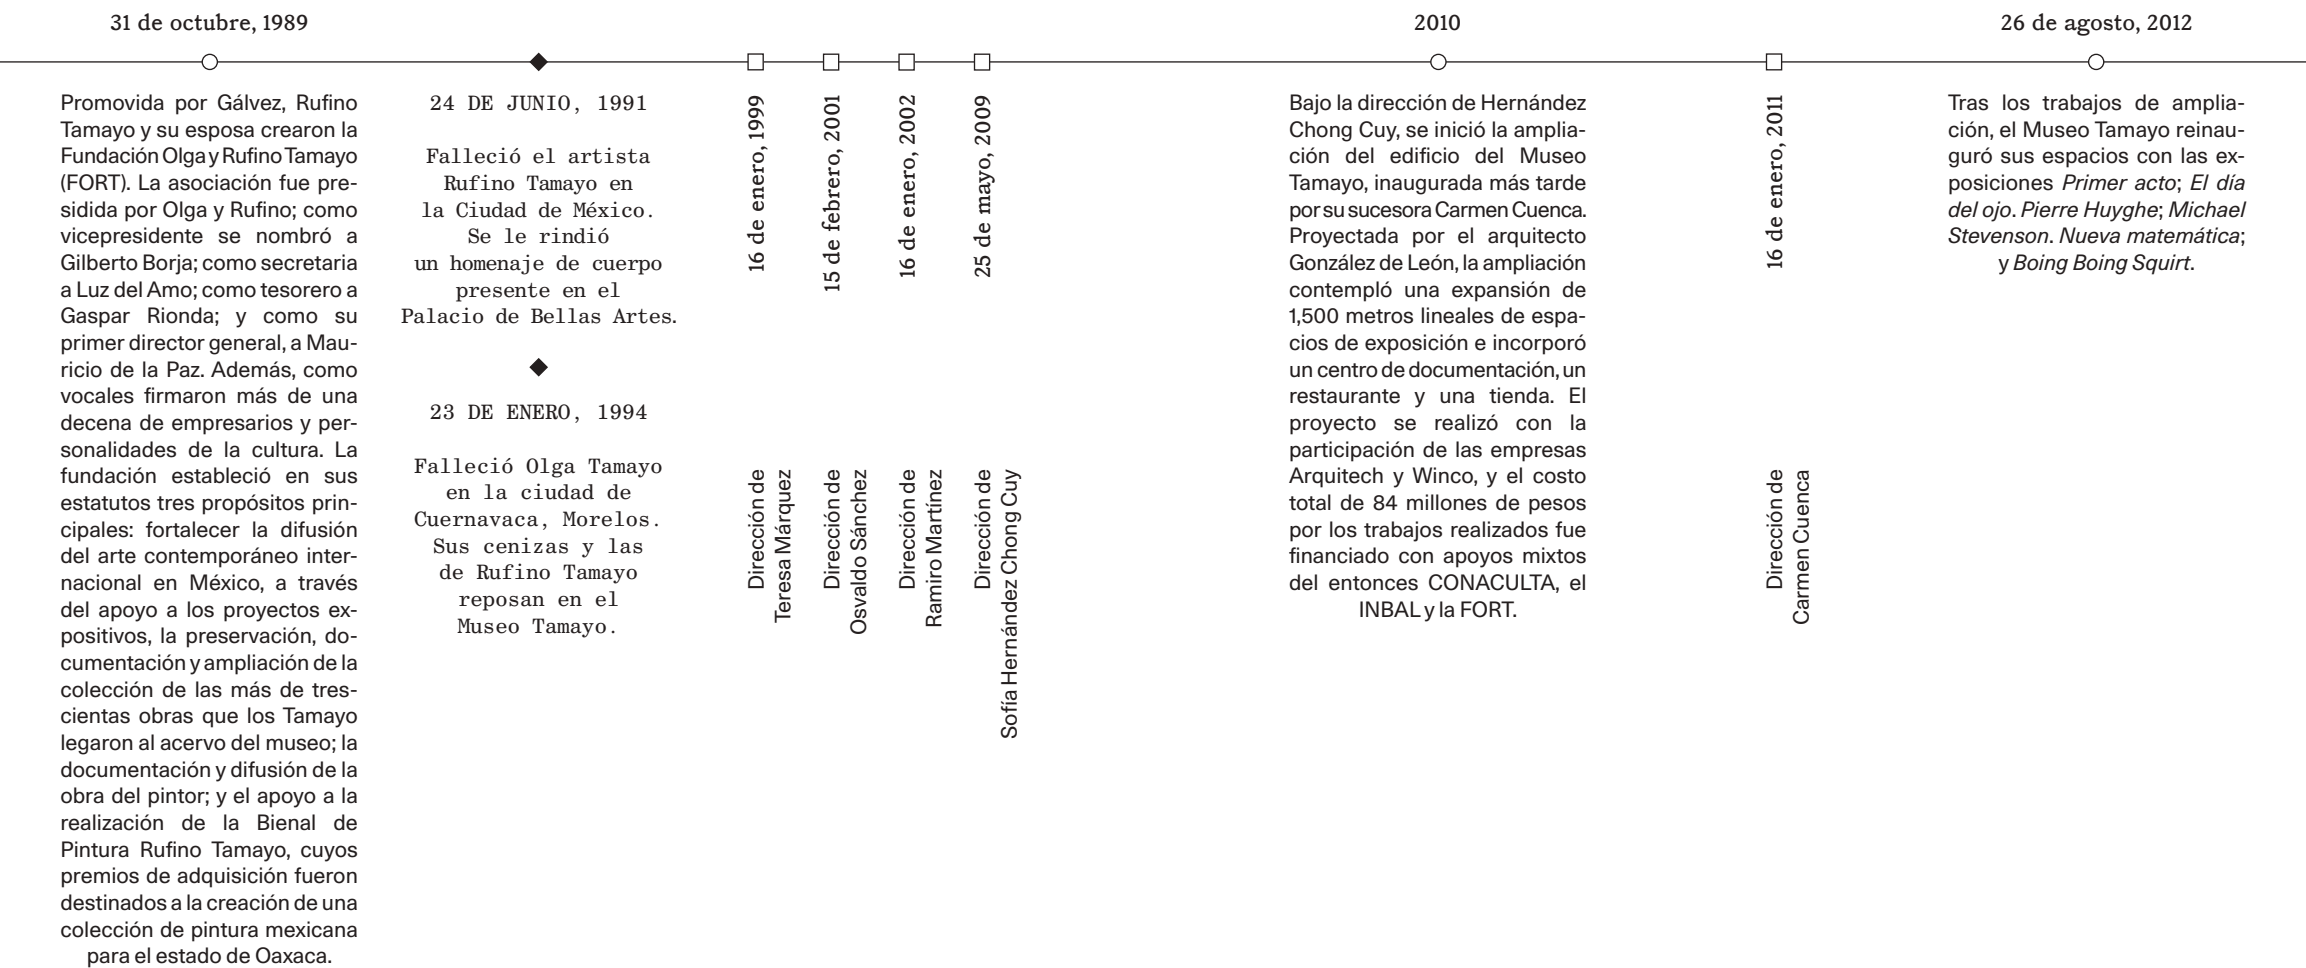 31 de octubre, 1989
Promovida por Gálvez, Rufino
Tamayo y su esposa crearon la
Fundación Olga y Rufino Tamayo
(FORT). La asociación fue pre-
sidida por Olga y Rufino; como
vicepresidente se nombró a
Gilberto Borja; como secretaria
a Luz del Amo; como tesorero a
Gaspar Rionda; y como su
primer director general, a Mau-
ricio de la Paz. Además, como
vocales firmaron más de una
decena de empresarios y per-
sonalidades de la cultura. La
fundación estableció en sus
estatutos tres propósitos prin-
cipales: fortalecer la difusión
del arte contemporáneo inter-
nacional en México, a través
del apoyo a los proyectos ex-
positivos, la preservación, do-
cumentación y ampliación de la
colección de las más de tres-
cientas obras que los Tamayo
legaron al acervo del museo; la
documentación y difusión de la
obra del pintor; y el apoyo a la
realización de la Bienal de
Pintura Rufino Tamayo, cuyos
premios de adquisición fueron
destinados a la creación de una
colección de pintura mexicana
para el estado de Oaxaca.
24 DE JUNIO, 1991
Falleció el artista
Rufino Tamayo en
la Ciudad de México.
Se le rindió
un homenaje de cuerpo
presente en el
Palacio de Bellas Artes.
23 DE ENERO, 1994
Falleció Olga Tamayo
en la ciudad de
Cuernavaca, Morelos.
Sus cenizas y las
de Rufino Tamayo
reposan en el
Museo Tamayo.
16 de enero, 1999
Dirección de
Teresa Márquez
15 de febrero, 2001
Dirección de
Osvaldo Sánchez
16 de enero, 2002
Dirección de
Ramiro Martínez
25 de mayo, 2009
Dirección de
Sofía Hernández Chong Cuy
2010
Bajo la dirección de Hernández
Chong Cuy, se inició la amplia-
ción del edificio del Museo
Tamayo, inaugurada más tarde
por su sucesora Carmen Cuenca.
Proyectada por el arquitecto
González de León, la ampliación
contempló una expansión de
1,500 metros lineales de espa-
cios de exposición e incorporó
un centro de documentación, un
restaurante y una tienda. El
proyecto se realizó con la
participación de las empresas
Arquitech y Winco, y el costo
total de 84 millones de pesos
por los trabajos realizados fue
financiado con apoyos mixtos
del entonces CONACULTA, el
INBAL y la FORT.
16 de enero, 2011
Dirección de
Carmen Cuenca
26 de agosto, 2012
Tras los trabajos de amplia-
ción, el Museo Tamayo reinau-
guró sus espacios con las ex-
posiciones Primer acto; El día
del ojo. Pierre Huyghe; Michael
Stevenson. Nueva matemática;
y Boing Boing Squirt.